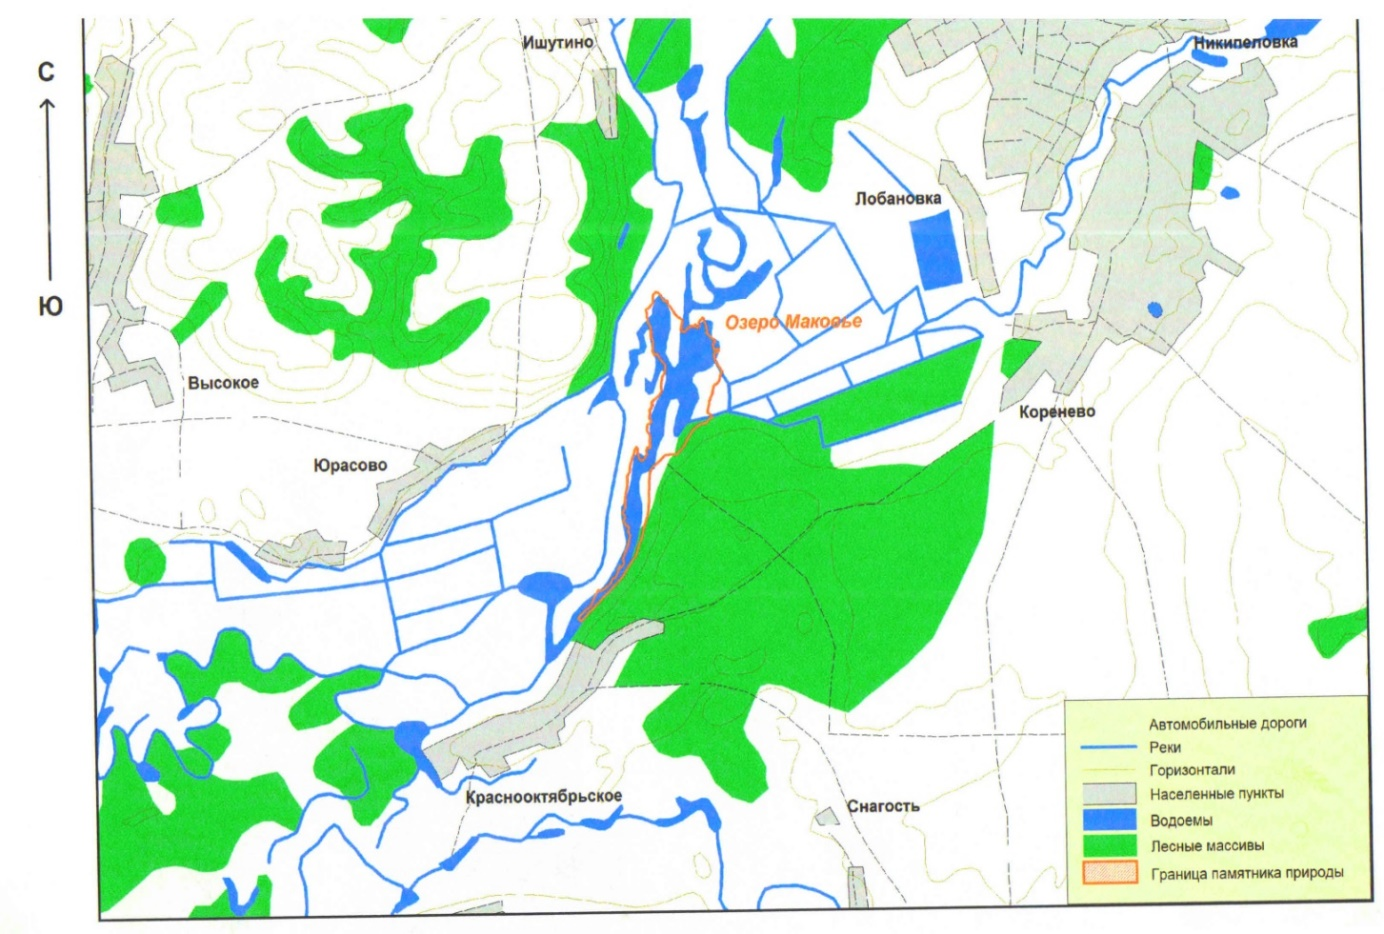 Ишутино
Никипеловка
С
Лобановка
Ю
Озеро Маковье
Высокое
Коренево
Юрасово
Автомобильные дороги
Реки
Горизонтали
Населенные пункты
Краснооктябрьское
Снагость
Водоемы
Лесные массивы
Граница памятника природы